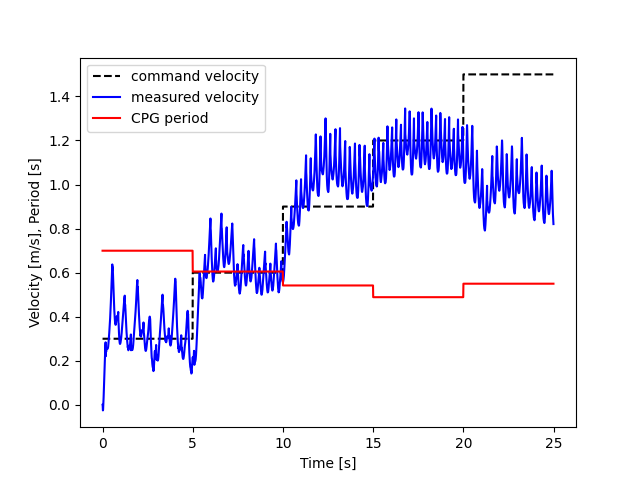 command velocity
measured velocity
CPG period
Velocity [m/s], Period [s]
1.4
1.2
1.0
0.8
0.6
0.4
0.2
0.0
0 5 10 15 20 25
Time [s]